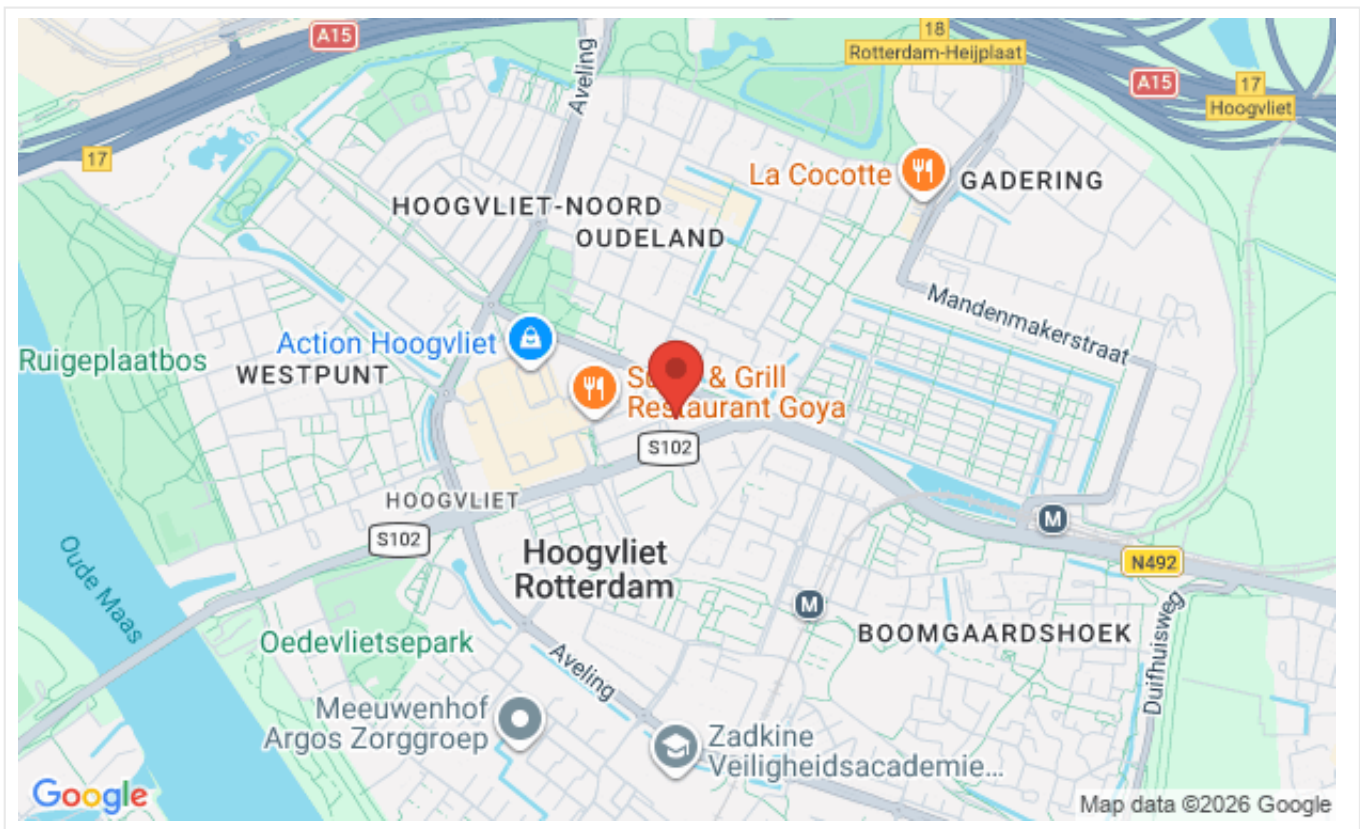 A15
18
Rotterdam-Heijplaat
Aveling
A15
17
Hoogvliet
17
La Cocotte
GADERING
HOOGVLIET-NOORD
OUDELAND
Mandenmakerstraat
Action Hoogvliet
Ruigeplaatbos
WESTPUNT
& Grill
Restaurant Goya
S102
HOOGVLIET
S102
M
Oude Maas
Hoogvliet
Rotterdam
N492
M
BOOMGAARDSHOEK
Oedevlietsepark
Aveling
Duifhuisweg
Meeuwenhof
Argos Zorggroep
Zadkine
Veiligheidsacademie...
Google
Map data ©2026 Google